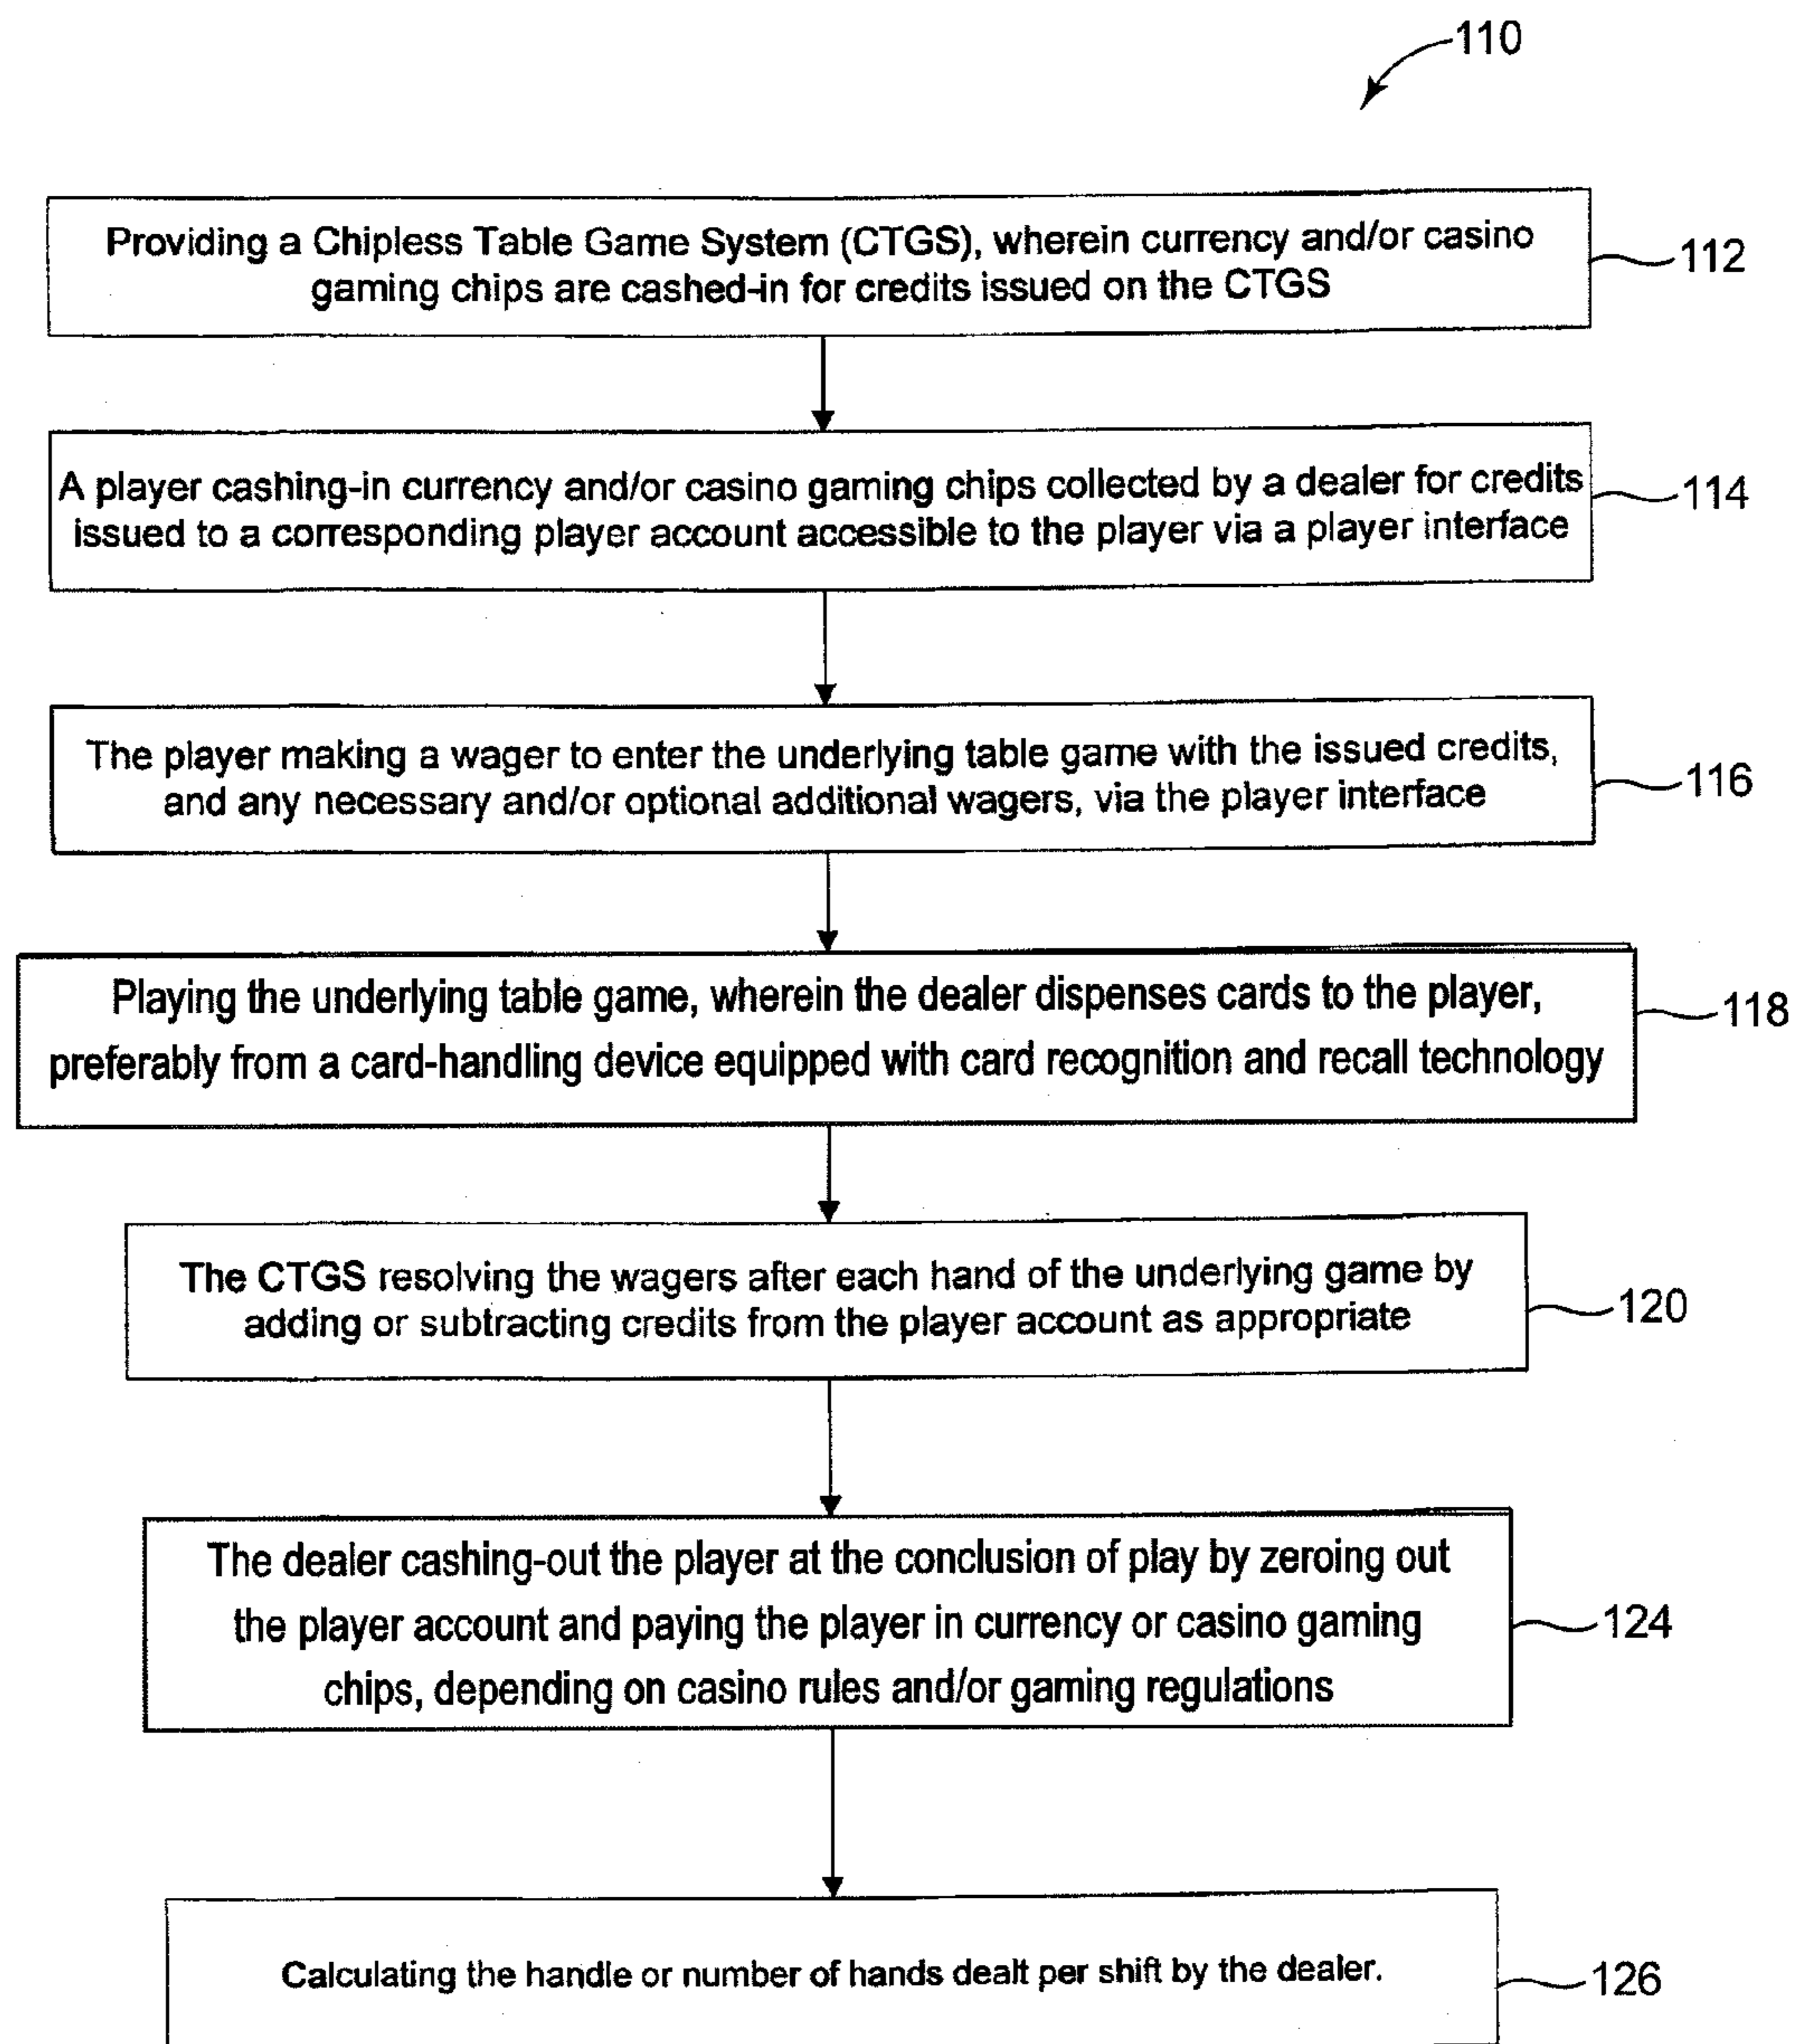 110
Providing a Chipless Table Game System (CTGS), wherein currency and/or casino
gaming chips are cashed-in for credits issued on the CTGS
112
A player cashing-in currency and/or casino gaming chips collected by a dealer for credits
issued to a corresponding player account accessible to the player via a player interface
114
The player making a wager to enter the underlying table game with the issued credits,
and any necessary and/or optional additional wagers, via the player interface
116
Playing the underlying table game, wherein the dealer dispenses cards to the player,
preferably from a card-handling device equipped with card recognition and recall technology
118
The CTGS resolving the wagers after each hand of the underlying game by
adding or subtracting credits from the player account as appropriate
120
The dealer cashing-out the player at the conclusion of play by zeroing out
the player account and paying the player in currency or casino gaming
chips, depending on casino rules and/or gaming regulations
124
Calculating the handle or number of hands dealt per shift by the dealer.
126